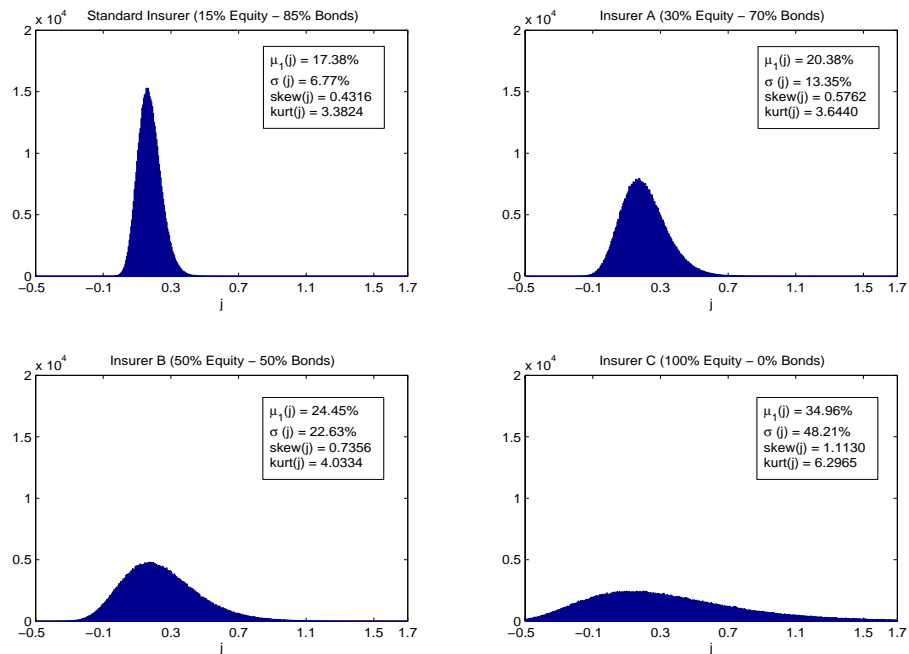 Standard Insurer (15% Equity − 85% Bonds)
x 10^4
2
1.5
1
0.5
0
−0.5 −0.1 0.3 0.7 1.1 1.5 1.7
j
μ₁(j) = 17.38%
σ (j) = 6.77%
skew(j) = 0.4316
kurt(j) = 3.3824
Insurer A (30% Equity − 70% Bonds)
x 10^4
2
1.5
1
0.5
0
−0.5 −0.1 0.3 0.7 1.1 1.5 1.7
j
μ₁(j) = 20.38%
σ (j) = 13.35%
skew(j) = 0.5762
kurt(j) = 3.6440
Insurer B (50% Equity − 50% Bonds)
x 10^4
2
1.5
1
0.5
0
−0.5 −0.1 0.3 0.7 1.1 1.5 1.7
j
μ₁(j) = 24.45%
σ (j) = 22.63%
skew(j) = 0.7356
kurt(j) = 4.0334
Insurer C (100% Equity − 0% Bonds)
x 10^4
2
1.5
1
0.5
0
−0.5 −0.1 0.3 0.7 1.1 1.5 1.7
j
μ₁(j) = 34.96%
σ (j) = 48.21%
skew(j) = 1.1130
kurt(j) = 6.2965